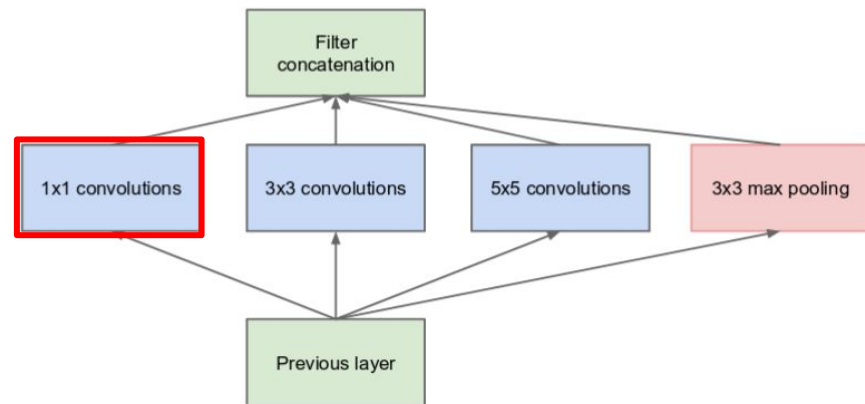 Filter
concatenation
1x1 convolutions
3x3 convolutions
5x5 convolutions
3x3 max pooling
Previous layer